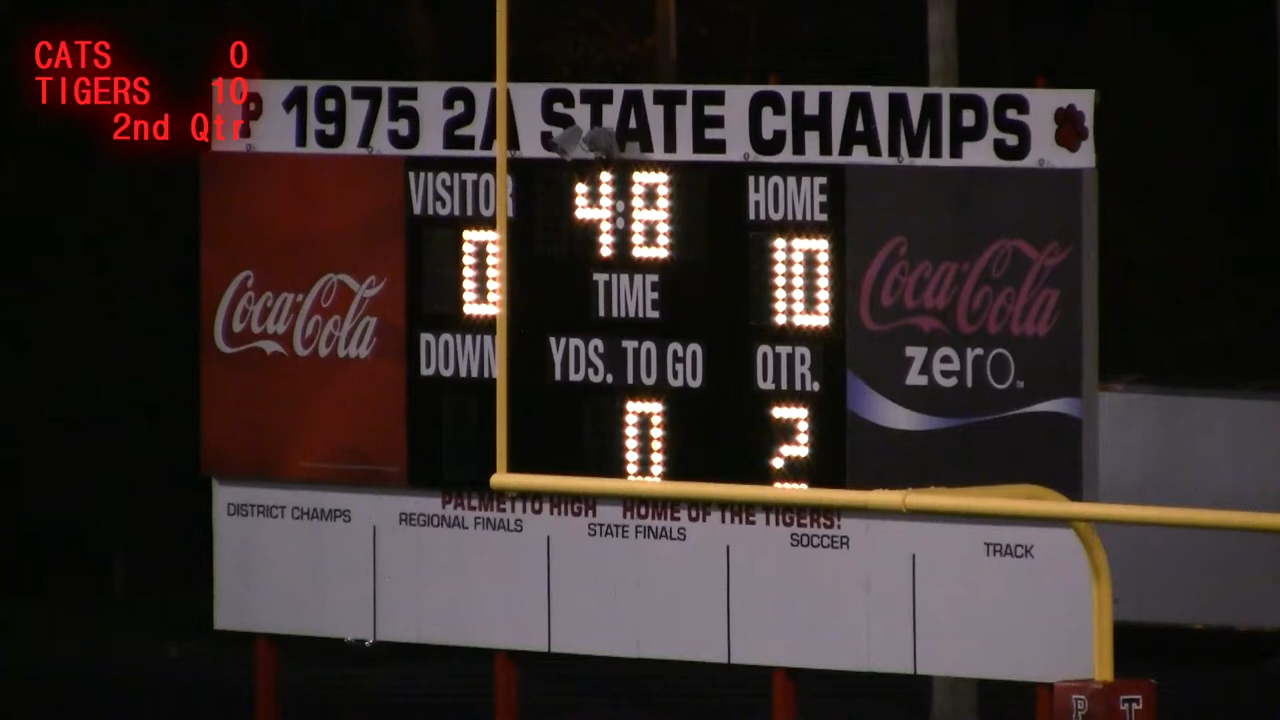 CATS 0
TIGERS 10
2nd Qtr
P 1975 2A STATE CHAMPS
VISITOR 4:8 HOME
0 TIME 10
DOWN YDS. TO GO QTR.
0 2
Coca-Cola
Coca-Cola
zero™
PALMETTO HIGH HOME OF THE TIGERS!
DISTRICT CHAMPS REGIONAL FINALS STATE FINALS SOCCER TRACK
P T